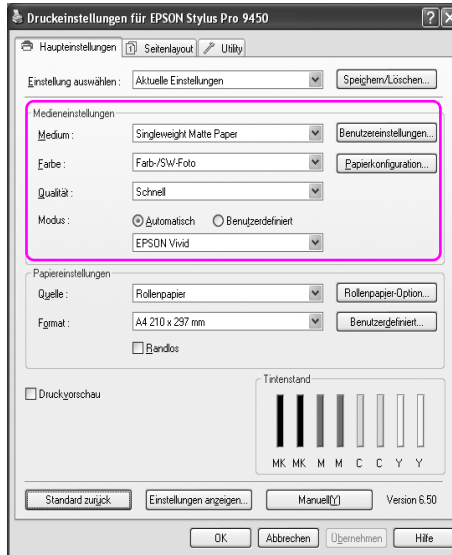 Druckeinstellungen für EPSON Stylus Pro 9450
Haupteinstellungen Seitenlayout Utility
Einstellung auswählen : Aktuelle Einstellungen Speichern/Löschen...
Medieneinstellungen
Medium : Singleweight Matte Paper Benutzereinstellungen...
Farbe : Farb-/SW-Foto Papierkonfiguration...
Qualität : Schnell
Modus : Automatisch Benutzerdefiniert
EPSON Vivid
Papiereinstellungen
Quelle : Rollenpapier Rollenpapier-Option...
Format : A4 210 x 297 mm Benutzerdefiniert...
Randlos
Druckvorschau
Tintenstand
MK MK M M C C Y Y
Standard zurück Einstellungen anzeigen... Manuell(Y) Version 6.50
OK Abbrechen Übernehmen Hilfe